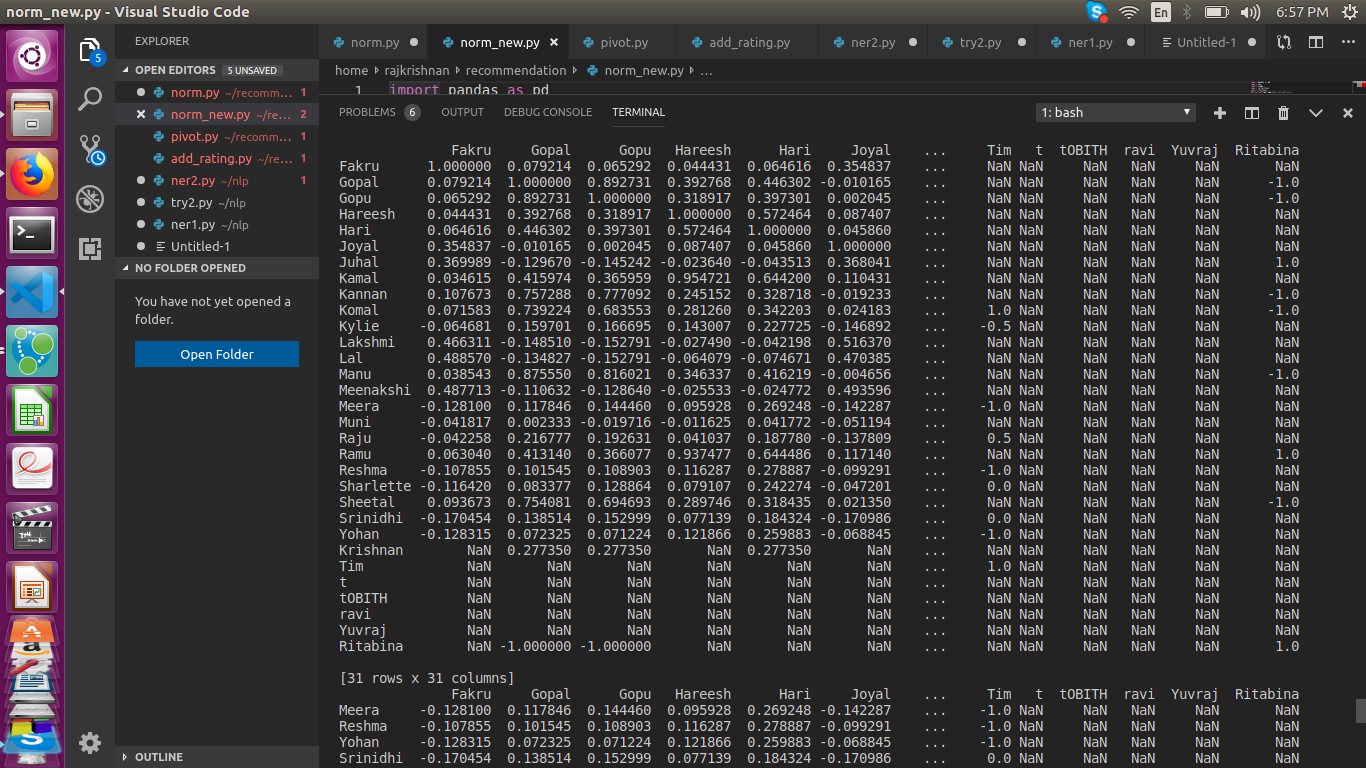 norm_new.py - Visual Studio Code
En
6:57 PM
EXPLORER
OPEN EDITORS 5 UNSAVED
norm.py ~/recomm... 1
norm_new.py ~/re... 2
pivot.py ~/recomm... 1
add_rating.py ~/re... 1
ner2.py ~/nlp 1
try2.py ~/nlp
ner1.py ~/nlp
Untitled-1
NO FOLDER OPENED
You have not yet opened a
folder.
Open Folder
OUTLINE
5
norm.py
norm_new.py
pivot.py
add_rating.py
ner2.py
try2.py
ner1.py
Untitled-1
home › rajkrishnan › recommendation › norm_new.py › ...
1 import pandas as pd
PROBLEMS 6 OUTPUT DEBUG CONSOLE TERMINAL
1: bash
Fakru Gopal Gopu Hareesh Hari Joyal ... Tim t tOBITH ravi Yuvraj Ritabina
Fakru 1.000000 0.079214 0.065292 0.044431 0.064616 0.354837 ... NaN NaN NaN NaN NaN NaN
Gopal 0.079214 1.000000 0.892731 0.392768 0.446302 -0.010165 ... NaN NaN NaN NaN NaN -1.0
Gopu 0.065292 0.892731 1.000000 0.318917 0.397301 0.002045 ... NaN NaN NaN NaN NaN -1.0
Hareesh 0.044431 0.392768 0.318917 1.000000 0.572464 0.087407 ... NaN NaN NaN NaN NaN NaN
Hari 0.064616 0.446302 0.397301 0.572464 1.000000 0.045860 ... NaN NaN NaN NaN NaN NaN
Joyal 0.354837 -0.010165 0.002045 0.087407 0.045860 1.000000 ... NaN NaN NaN NaN NaN NaN
Juhal 0.369989 -0.129670 -0.145242 -0.023640 -0.043513 0.368041 ... NaN NaN NaN NaN NaN 1.0
Kamal 0.034615 0.415974 0.365959 0.954721 0.644200 0.110431 ... NaN NaN NaN NaN NaN NaN
Kannan 0.107673 0.757288 0.777092 0.245152 0.328718 -0.019233 ... NaN NaN NaN NaN NaN -1.0
Komal 0.071583 0.739224 0.683553 0.281260 0.342203 0.024183 ... 1.0 NaN NaN NaN NaN -1.0
Kylie -0.064681 0.159701 0.166695 0.143007 0.227725 -0.146892 ... -0.5 NaN NaN NaN NaN NaN
Lakshmi 0.466311 -0.148510 -0.152791 -0.027490 -0.042198 0.516370 ... NaN NaN NaN NaN NaN NaN
Lal 0.488570 -0.134827 -0.152791 -0.064079 -0.074671 0.470385 ... NaN NaN NaN NaN NaN NaN
Manu 0.038543 0.875550 0.816021 0.346337 0.416219 -0.004656 ... NaN NaN NaN NaN NaN -1.0
Meenakshi 0.487713 -0.110632 -0.128640 -0.025533 -0.024772 0.493596 ... NaN NaN NaN NaN NaN NaN
Meera -0.128100 0.117846 0.144460 0.095928 0.269248 -0.142287 ... -1.0 NaN NaN NaN NaN NaN
Muni -0.041817 0.002333 -0.019716 -0.011625 0.041772 -0.051194 ... NaN NaN NaN NaN NaN NaN
Raju -0.042258 0.216777 0.192631 0.041037 0.187780 -0.137809 ... 0.5 NaN NaN NaN NaN NaN
Ramu 0.063040 0.413140 0.366077 0.937477 0.644486 0.117140 ... NaN NaN NaN NaN NaN 1.0
Reshma -0.107855 0.101545 0.108903 0.116287 0.278887 -0.099291 ... -1.0 NaN NaN NaN NaN NaN
Sharlette -0.116420 0.083377 0.128864 0.079107 0.242274 -0.047201 ... 0.0 NaN NaN NaN NaN NaN
Sheetal 0.093673 0.754081 0.694693 0.289746 0.318435 0.021350 ... NaN NaN NaN NaN NaN -1.0
Srinidhi -0.170454 0.138514 0.152999 0.077139 0.184324 -0.170986 ... 0.0 NaN NaN NaN NaN NaN
Yohan -0.128315 0.072325 0.071224 0.121866 0.259883 -0.068845 ... -1.0 NaN NaN NaN NaN NaN
Krishnan NaN 0.277350 0.277350 NaN 0.277350 NaN ... NaN NaN NaN NaN NaN NaN
Tim NaN NaN NaN NaN NaN NaN ... 1.0 NaN NaN NaN NaN NaN
t NaN NaN NaN NaN NaN NaN ... NaN NaN NaN NaN NaN NaN
tOBITH NaN NaN NaN NaN NaN NaN ... NaN NaN NaN NaN NaN NaN
ravi NaN NaN NaN NaN NaN NaN ... NaN NaN NaN NaN NaN NaN
Yuvraj NaN NaN NaN NaN NaN NaN ... NaN NaN NaN NaN NaN NaN
Ritabina NaN -1.000000 -1.000000 NaN NaN NaN ... NaN NaN NaN NaN NaN 1.0
[31 rows x 31 columns]
Fakru Gopal Gopu Hareesh Hari Joyal ... Tim t tOBITH ravi Yuvraj Ritabina
Meera -0.128100 0.117846 0.144460 0.095928 0.269248 -0.142287 ... -1.0 NaN NaN NaN NaN NaN
Reshma -0.107855 0.101545 0.108903 0.116287 0.278887 -0.099291 ... -1.0 NaN NaN NaN NaN NaN
Yohan -0.128315 0.072325 0.071224 0.121866 0.259883 -0.068845 ... -1.0 NaN NaN NaN NaN NaN
Srinidhi -0.170454 0.138514 0.152999 0.077139 0.184324 -0.170986 ... 0.0 NaN NaN NaN NaN NaN